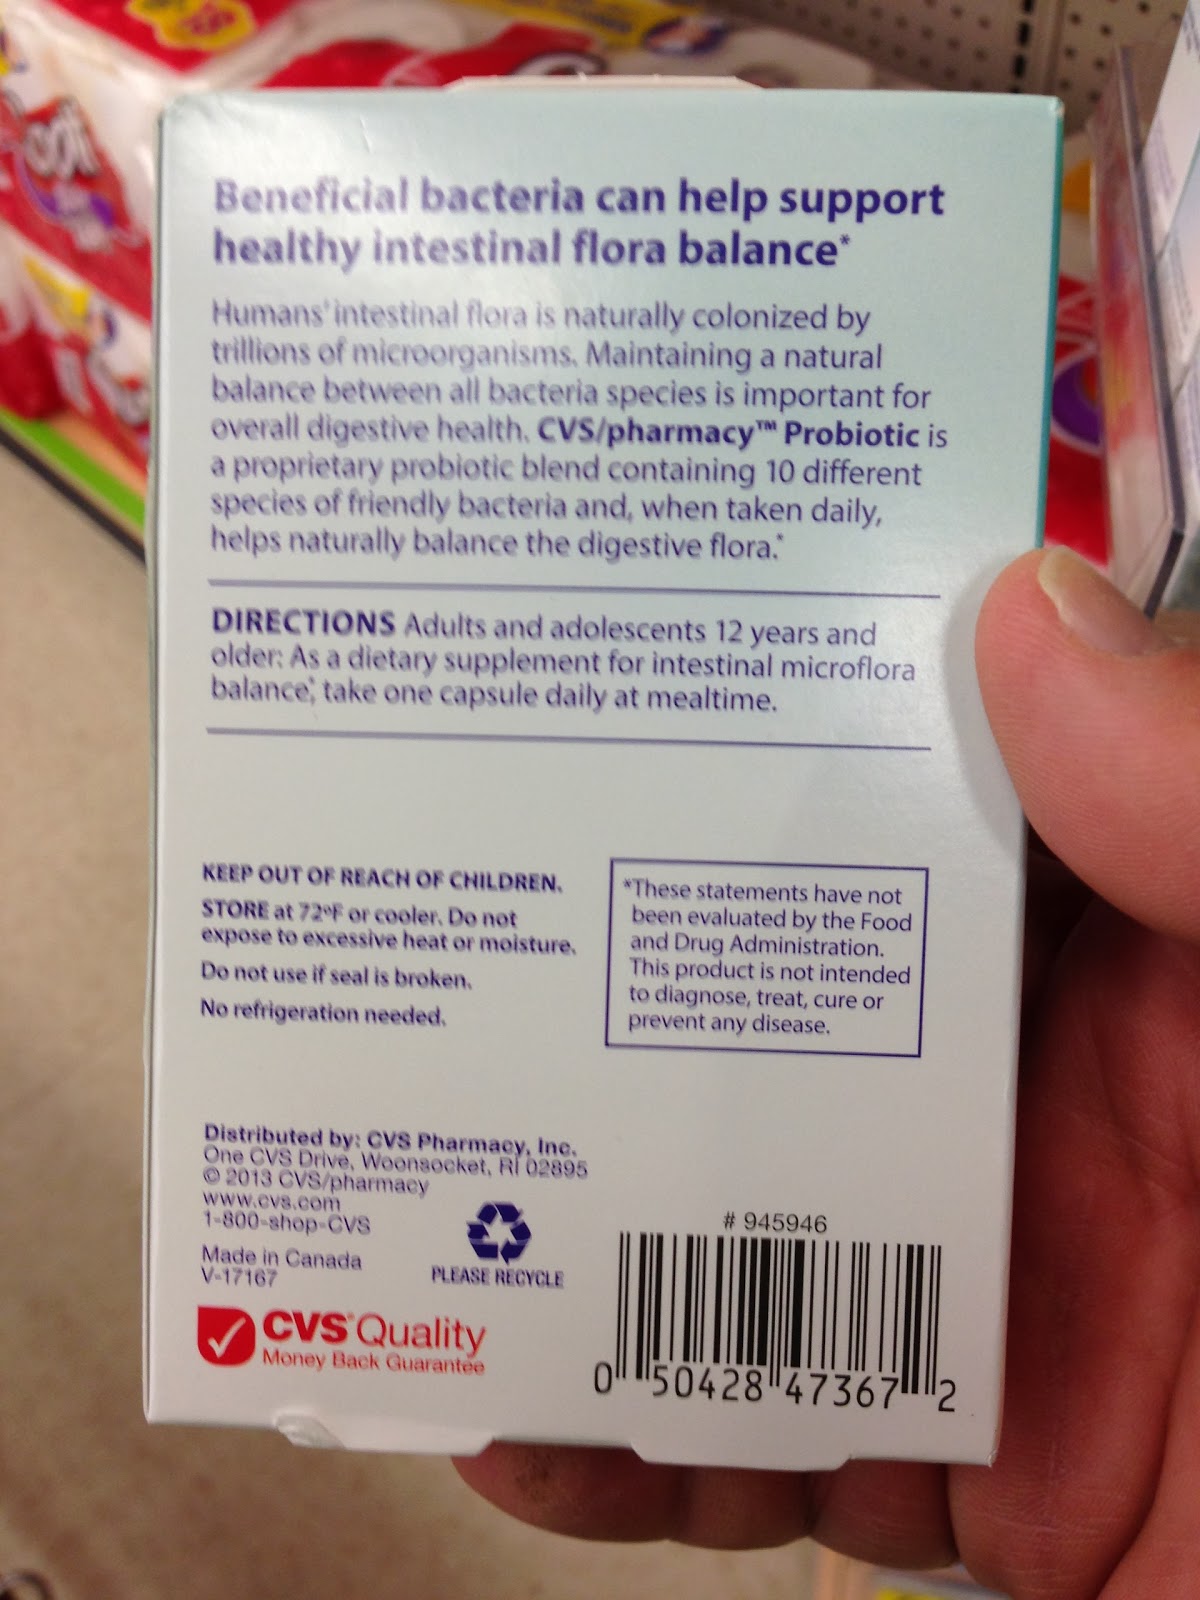 Beneficial bacteria can help support
healthy intestinal flora balance*
Humans' intestinal flora is naturally colonized by
trillions of microorganisms. Maintaining a natural
balance between all bacteria species is important for
overall digestive health. CVS/pharmacy™ Probiotic is
a proprietary probiotic blend containing 10 different
species of friendly bacteria and, when taken daily,
helps naturally balance the digestive flora.*
DIRECTIONS Adults and adolescents 12 years and
older: As a dietary supplement for intestinal microflora
balance*, take one capsule daily at mealtime.
KEEP OUT OF REACH OF CHILDREN.
STORE at 72ºF or cooler. Do not
expose to excessive heat or moisture.
Do not use if seal is broken.
No refrigeration needed.
*These statements have not
been evaluated by the Food
and Drug Administration.
This product is not intended
to diagnose, treat, cure or
prevent any disease.
Distributed by: CVS Pharmacy, Inc.
One CVS Drive, Woonsocket, RI 02895
© 2013 CVS/pharmacy
www.cvs.com
1-800-shop-CVS
Made in Canada
V-17167
PLEASE RECYCLE
CVS® Quality
Money Back Guarantee
# 945946
0 50428 47367 2